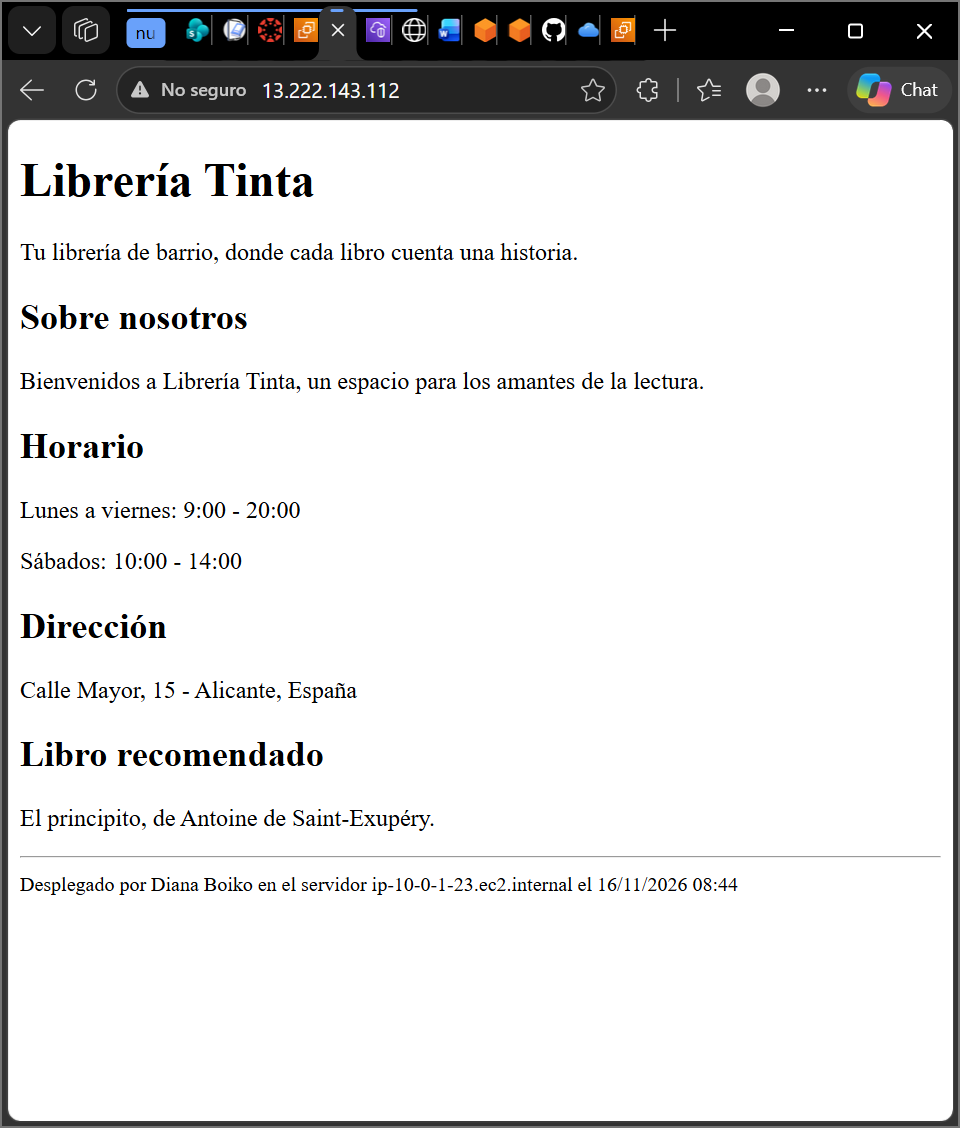 nu
No seguro 13.222.143.112
Chat
Librería Tinta
Tu librería de barrio, donde cada libro cuenta una historia.
Sobre nosotros
Bienvenidos a Librería Tinta, un espacio para los amantes de la lectura.
Horario
Lunes a viernes: 9:00 - 20:00
Sábados: 10:00 - 14:00
Dirección
Calle Mayor, 15 - Alicante, España
Libro recomendado
El principito, de Antoine de Saint-Exupéry.
Desplegado por Diana Boiko en el servidor ip-10-0-1-23.ec2.internal el 16/11/2026 08:44